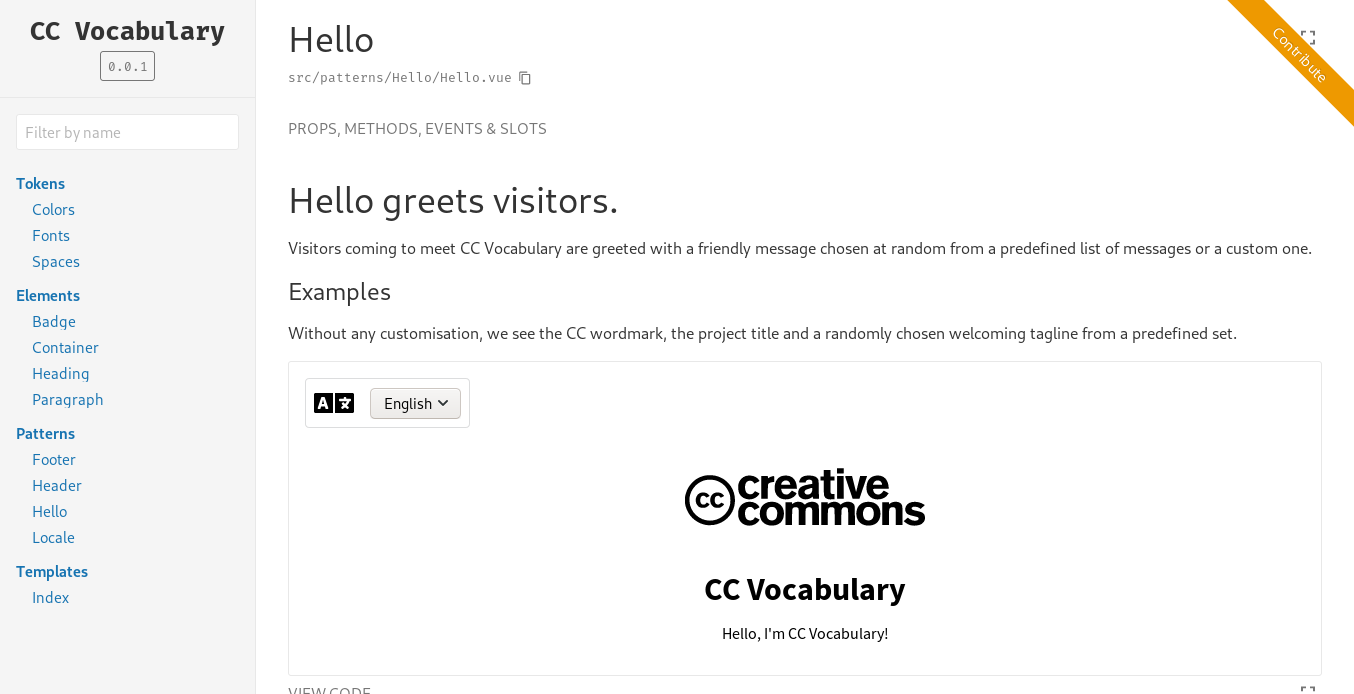 CC Vocabulary
0.0.1
Filter by name
Tokens
Colors
Fonts
Spaces
Elements
Badge
Container
Heading
Paragraph
Patterns
Footer
Header
Hello
Locale
Templates
Index
Hello
src/patterns/Hello/Hello.vue
Contribute
PROPS, METHODS, EVENTS & SLOTS
Hello greets visitors.
Visitors coming to meet CC Vocabulary are greeted with a friendly message chosen at random from a predefined list of messages or a custom one.
Examples
Without any customisation, we see the CC wordmark, the project title and a randomly chosen welcoming tagline from a predefined set.
A 文 English
cc creative
commons
CC Vocabulary
Hello, I'm CC Vocabulary!
VIEW CODE